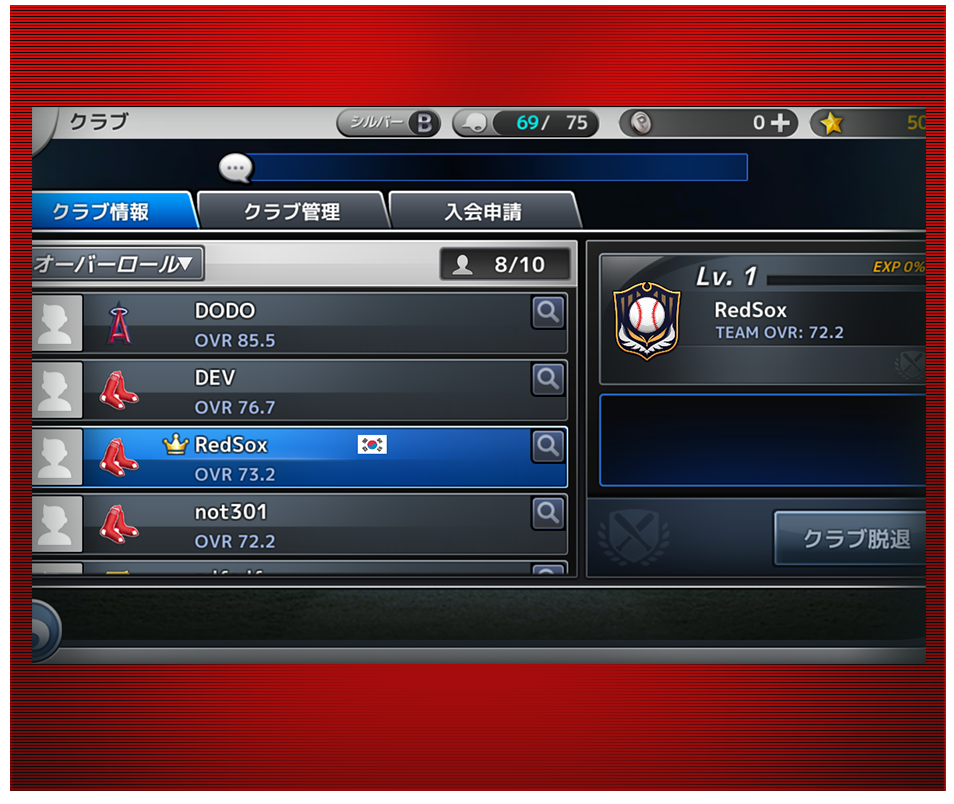 クラブ
シルバー B
69/ 75
0
50
クラブ情報
クラブ管理
入会申請
オーバーロール▼
8/10
DODO
OVR 85.5
DEV
OVR 76.7
RedSox
OVR 73.2
not301
OVR 72.2
Lv. 1
EXP 0%
RedSox
TEAM OVR: 72.2
クラブ脱退